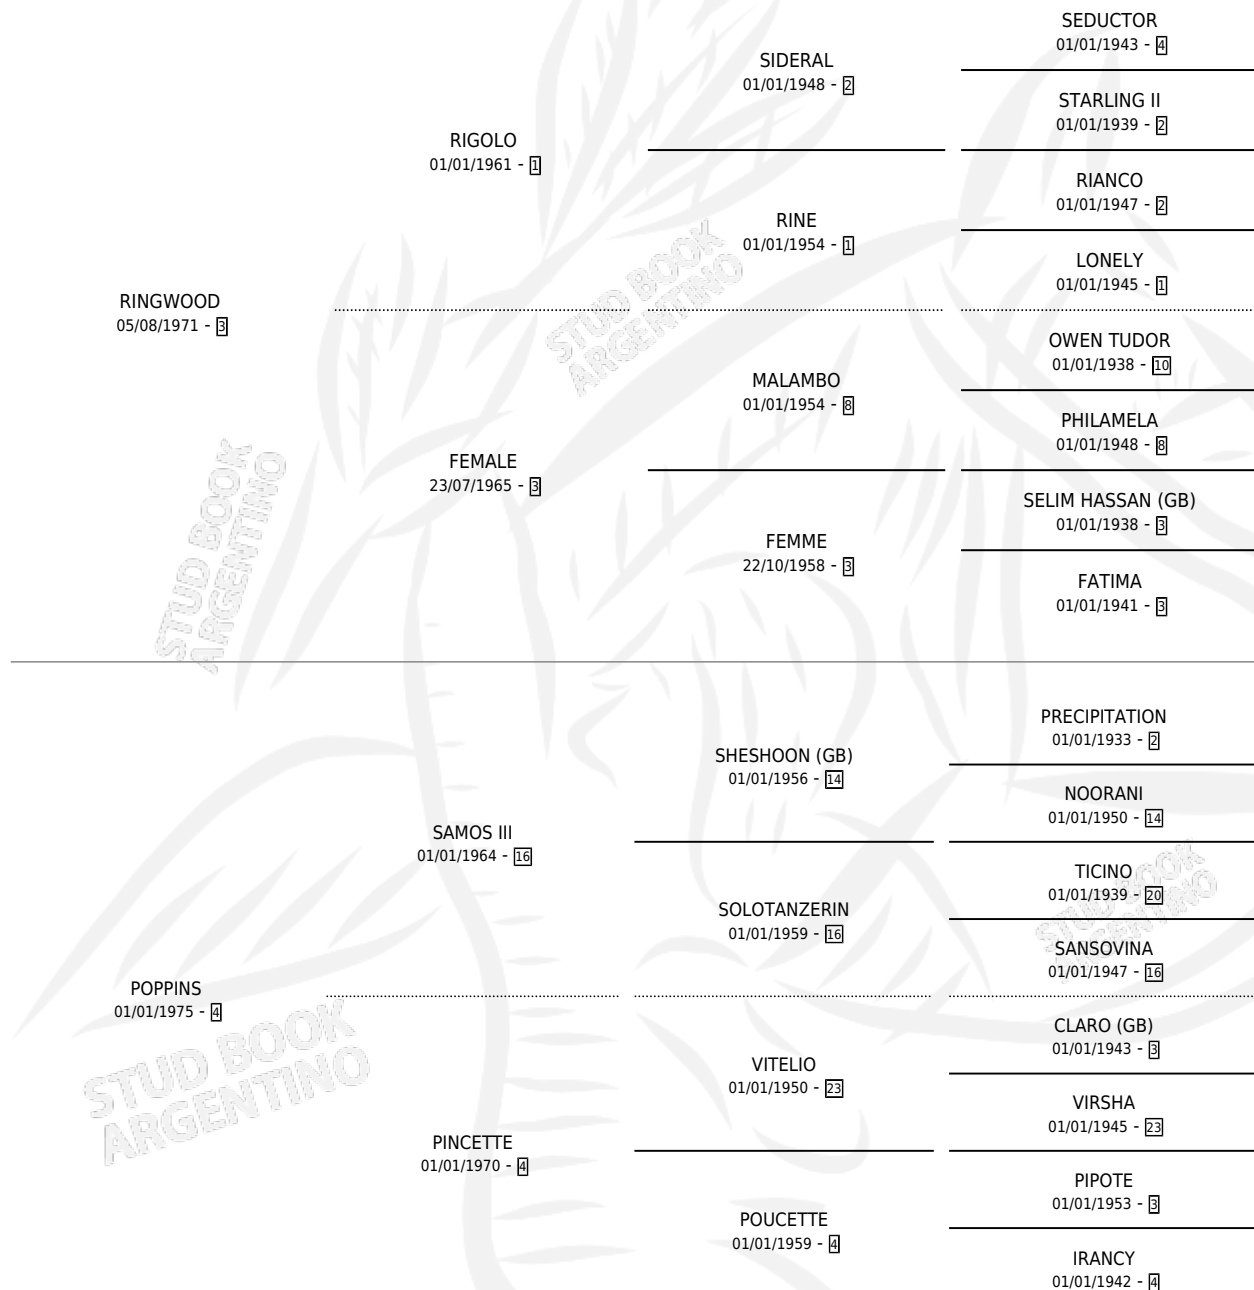 SEDUCTOR
01/01/1943 - 4
SIDERAL
01/01/1948 - 2
STARLING II
01/01/1939 - 2
RIGOLO
01/01/1961 - 1
RIANCO
01/01/1947 - 2
RINE
01/01/1954 - 1
LONELY
01/01/1945 - 1
RINGWOOD
05/08/1971 - 3
OWEN TUDOR
01/01/1938 - 10
MALAMBO
01/01/1954 - 8
PHILAMELA
01/01/1948 - 8
FEMALE
23/07/1965 - 3
SELIM HASSAN (GB)
01/01/1938 - 3
FEMME
22/10/1958 - 3
FATIMA
01/01/1941 - 3
STUD BOOK
ARGENTINO
STUD BOOK
ARGENTINO
PRECIPITATION
01/01/1933 - 2
SHESHOON (GB)
01/01/1956 - 14
NOORANI
01/01/1950 - 14
SAMOS III
01/01/1964 - 16
TICINO
01/01/1939 - 20
SOLOTANZERIN
01/01/1959 - 16
SANSOVINA
01/01/1947 - 16
POPPINS
01/01/1975 - 4
CLARO (GB)
01/01/1943 - 3
VITELIO
01/01/1950 - 23
VIRSHA
01/01/1945 - 23
PINCETTE
01/01/1970 - 4
PIPOTE
01/01/1953 - 3
POUCETTE
01/01/1959 - 4
IRANCY
01/01/1942 - 4
STUD BOOK
ARGENTINO
STUD BOOK
ARGENTINO